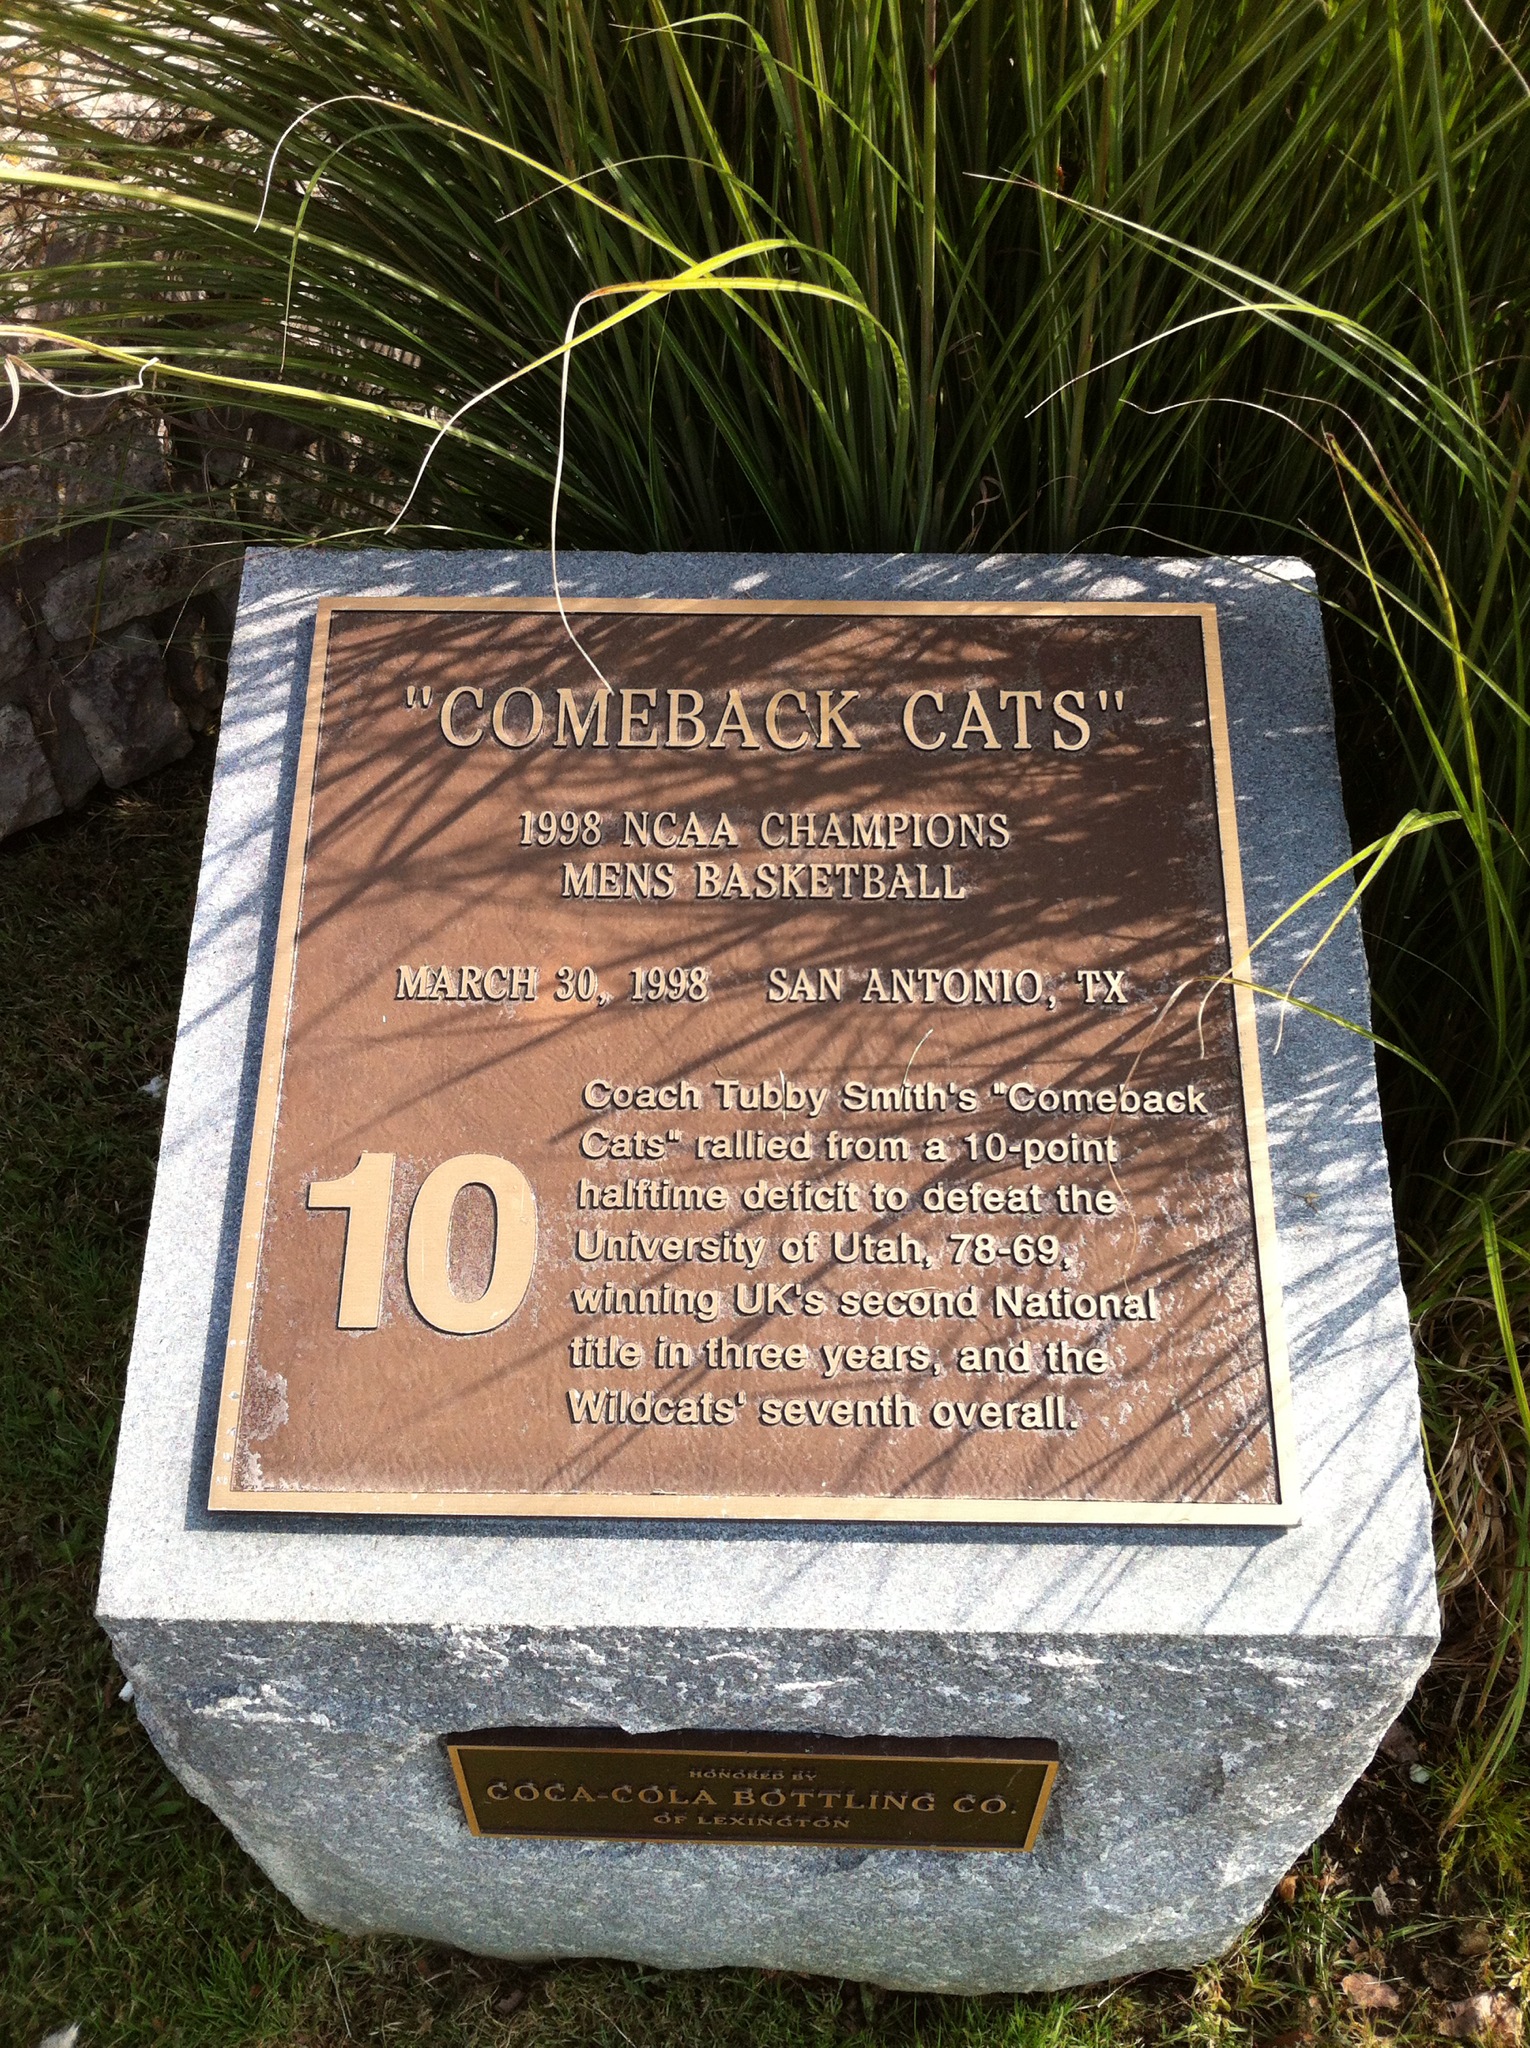 "COMEBACK CATS"
1998 NCAA CHAMPIONS
MENS BASKETBALL
MARCH 30, 1998 SAN ANTONIO, TX
10
Coach Tubby Smith's "Comeback
Cats" rallied from a 10-point
halftime deficit to defeat the
University of Utah, 78-69,
winning UK's second National
title in three years, and the
Wildcats' seventh overall.
HONORED BY
COCA-COLA BOTTLING CO.
OF LEXINGTON